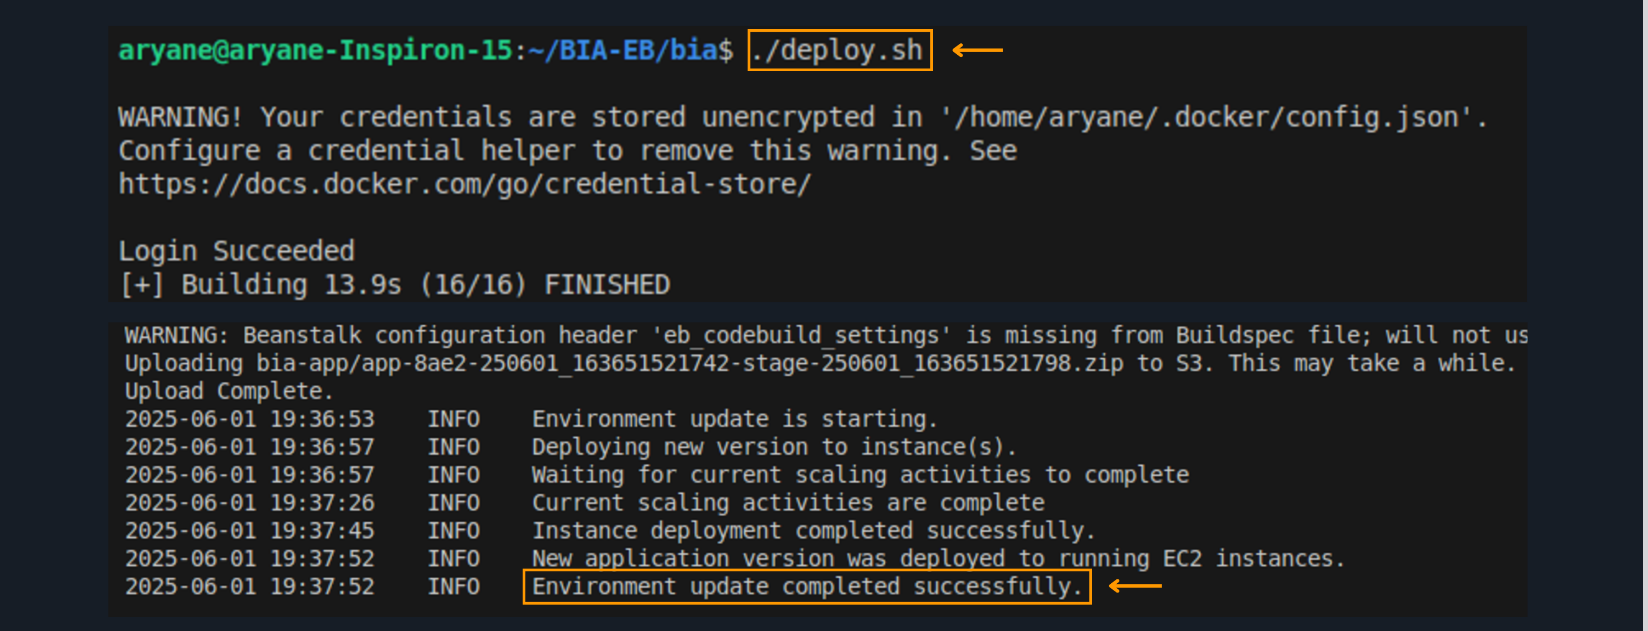 aryane@aryane-Inspiron-15:~/BIA-EB/bia$ ./deploy.sh
WARNING! Your credentials are stored unencrypted in '/home/aryane/.docker/config.json'.
Configure a credential helper to remove this warning. See
https://docs.docker.com/go/credential-store/
Login Succeeded
[+] Building 13.9s (16/16) FINISHED
WARNING: Beanstalk configuration header 'eb_codebuild_settings' is missing from Buildspec file; will not us
Uploading bia-app/app-8ae2-250601_163651521742-stage-250601_163651521798.zip to S3. This may take a while.
Upload Complete.
2025-06-01 19:36:53 INFO Environment update is starting.
2025-06-01 19:36:57 INFO Deploying new version to instance(s).
2025-06-01 19:36:57 INFO Waiting for current scaling activities to complete
2025-06-01 19:37:26 INFO Current scaling activities are complete
2025-06-01 19:37:45 INFO Instance deployment completed successfully.
2025-06-01 19:37:52 INFO New application version was deployed to running EC2 instances.
2025-06-01 19:37:52 INFO Environment update completed successfully.